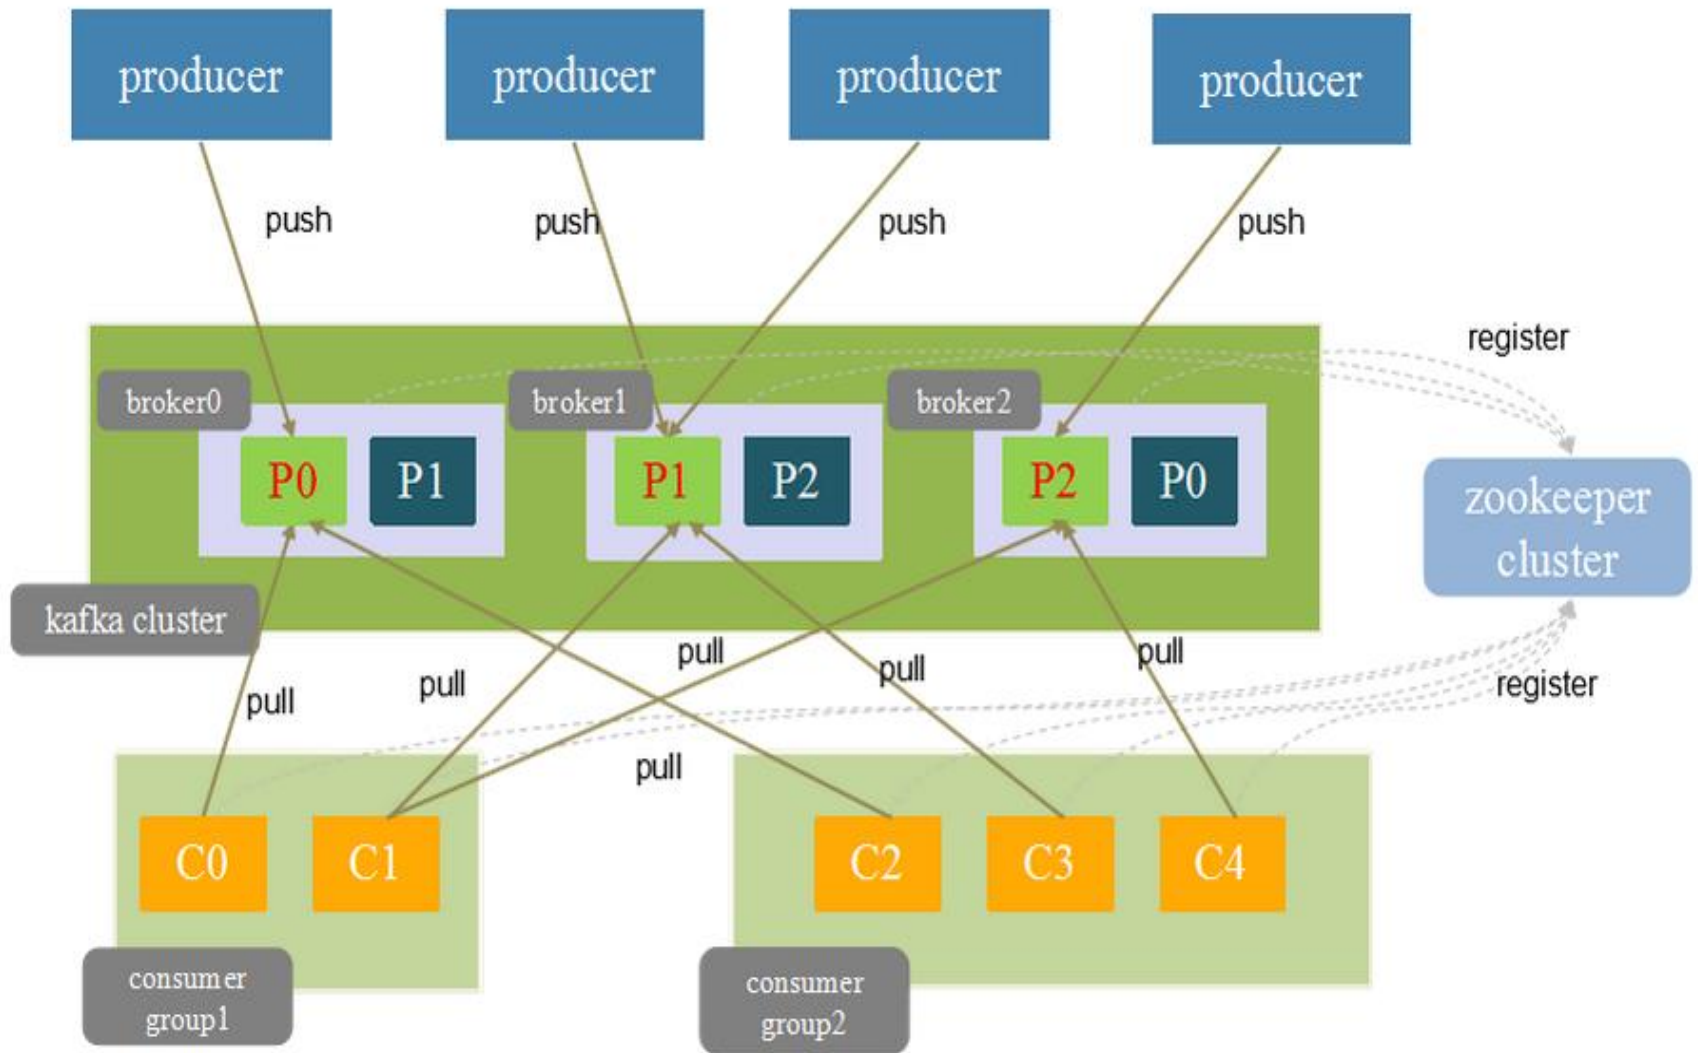 producer
producer
producer
producer
push
push
push
push
register
broker0
broker1
broker2
P0
P1
P1
P2
P2
P0
zookeeper
cluster
kafka cluster
pull
pull
pull
pull
pull
pull
register
C0
C1
C2
C3
C4
consumer
group1
consumer
group2